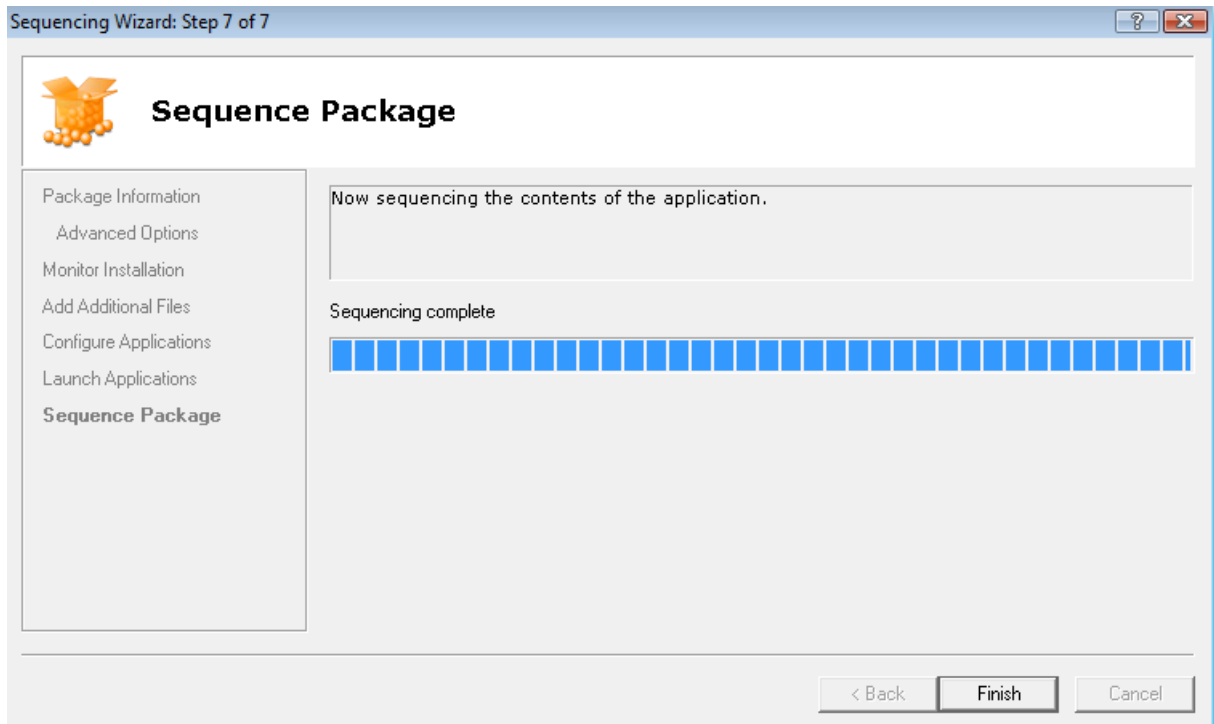 Sequencing Wizard: Step 7 of 7
?
Sequence Package
Package Information
Advanced Options
Monitor Installation
Add Additional Files
Configure Applications
Launch Applications
Sequence Package
Now sequencing the contents of the application.
Sequencing complete
< Back
Finish
Cancel